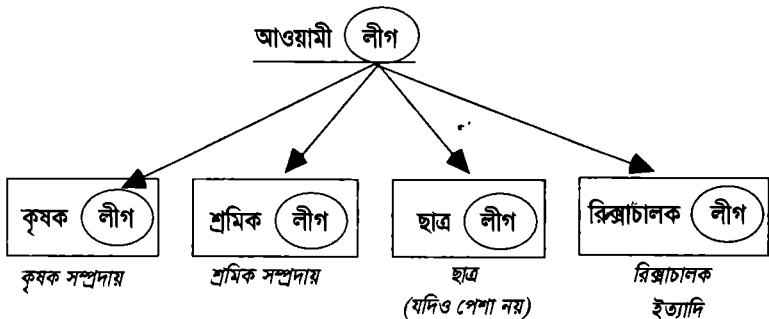 আওয়ামী লীগ
কৃষক লীগ শ্রমিক লীগ ছাত্র লীগ রিক্সাচালক লীগ
কৃষক সম্প্রদায় শ্রমিক সম্প্রদায় ছাত্র রিক্সাচালক
(যদিও পেশা নয়) ইত্যাদি